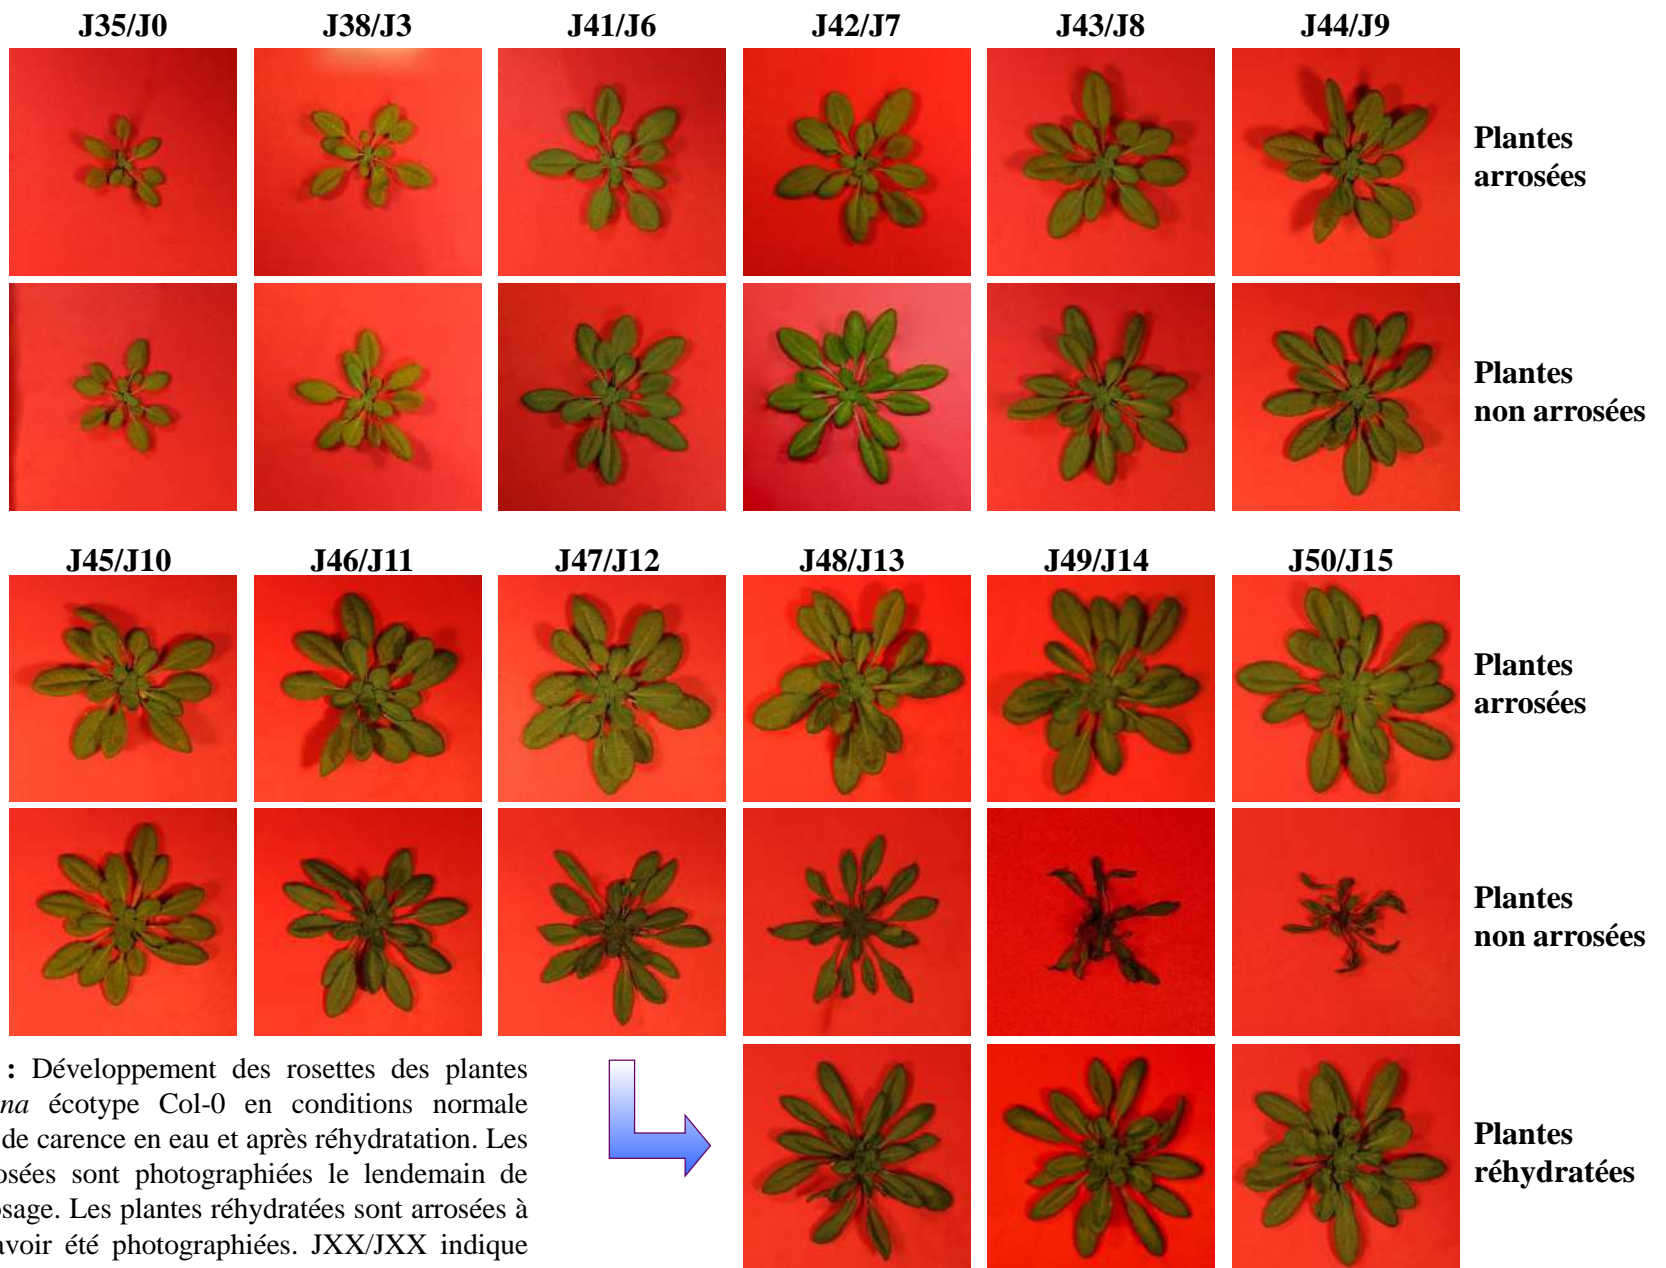 J35/J0 J38/J3 J41/J6 J42/J7 J43/J8 J44/J9
Plantes
arrosées
Plantes
non arrosées
J45/J10 J46/J11 J47/J12 J48/J13 J49/J14 J50/J15
Plantes
arrosées
Plantes
non arrosées
: Développement des rosettes des plantes
na écotype Col-0 en conditions normale
de carence en eau et après réhydratation. Les
osées sont photographiées le lendemain de
osage. Les plantes réhydratées sont arrosées à
avoir été photographiées. JXX/JXX indique
Plantes
réhydratées